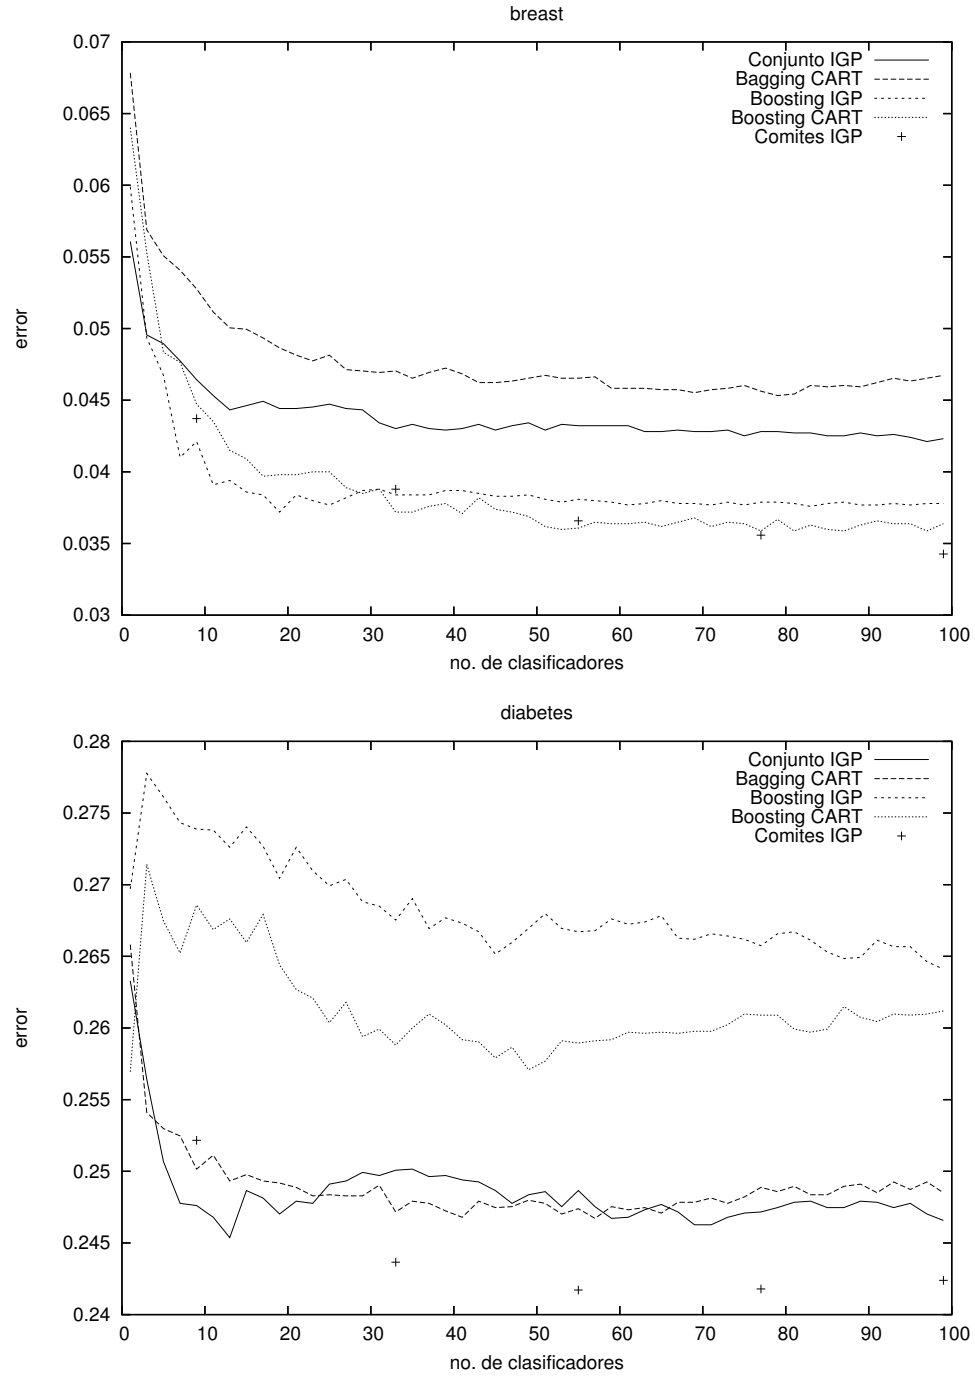 breast
0.07
0.065
0.06
0.055
0.05
0.045
0.04
0.035
0.03
error
Conjunto IGP
Bagging CART
Boosting IGP
Boosting CART
Comites IGP
0 10 20 30 40 50 60 70 80 90 100
no. de clasificadores
diabetes
0.28
0.275
0.27
0.265
0.26
0.255
0.25
0.245
0.24
error
Conjunto IGP
Bagging CART
Boosting IGP
Boosting CART
Comites IGP
0 10 20 30 40 50 60 70 80 90 100
no. de clasificadores